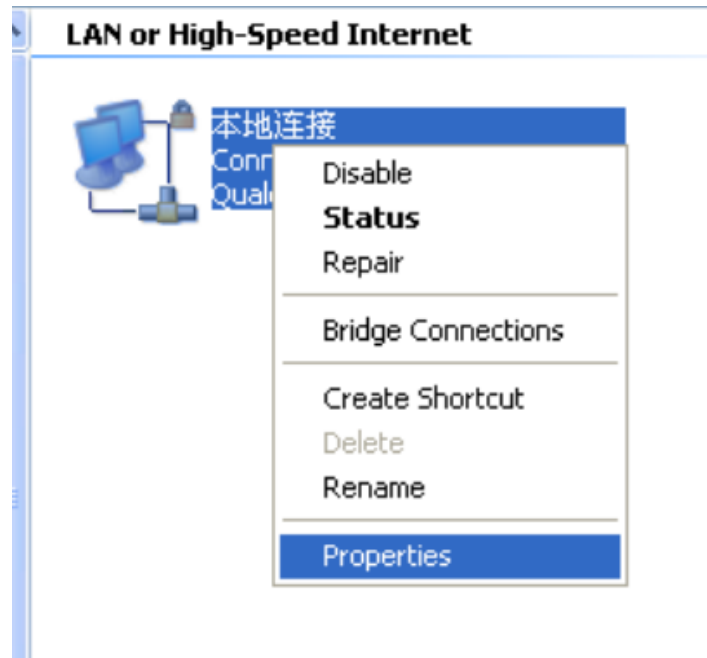 LAN or High-Speed Internet
本地连接
Disable
Status
Repair
Bridge Connections
Create Shortcut
Delete
Rename
Properties